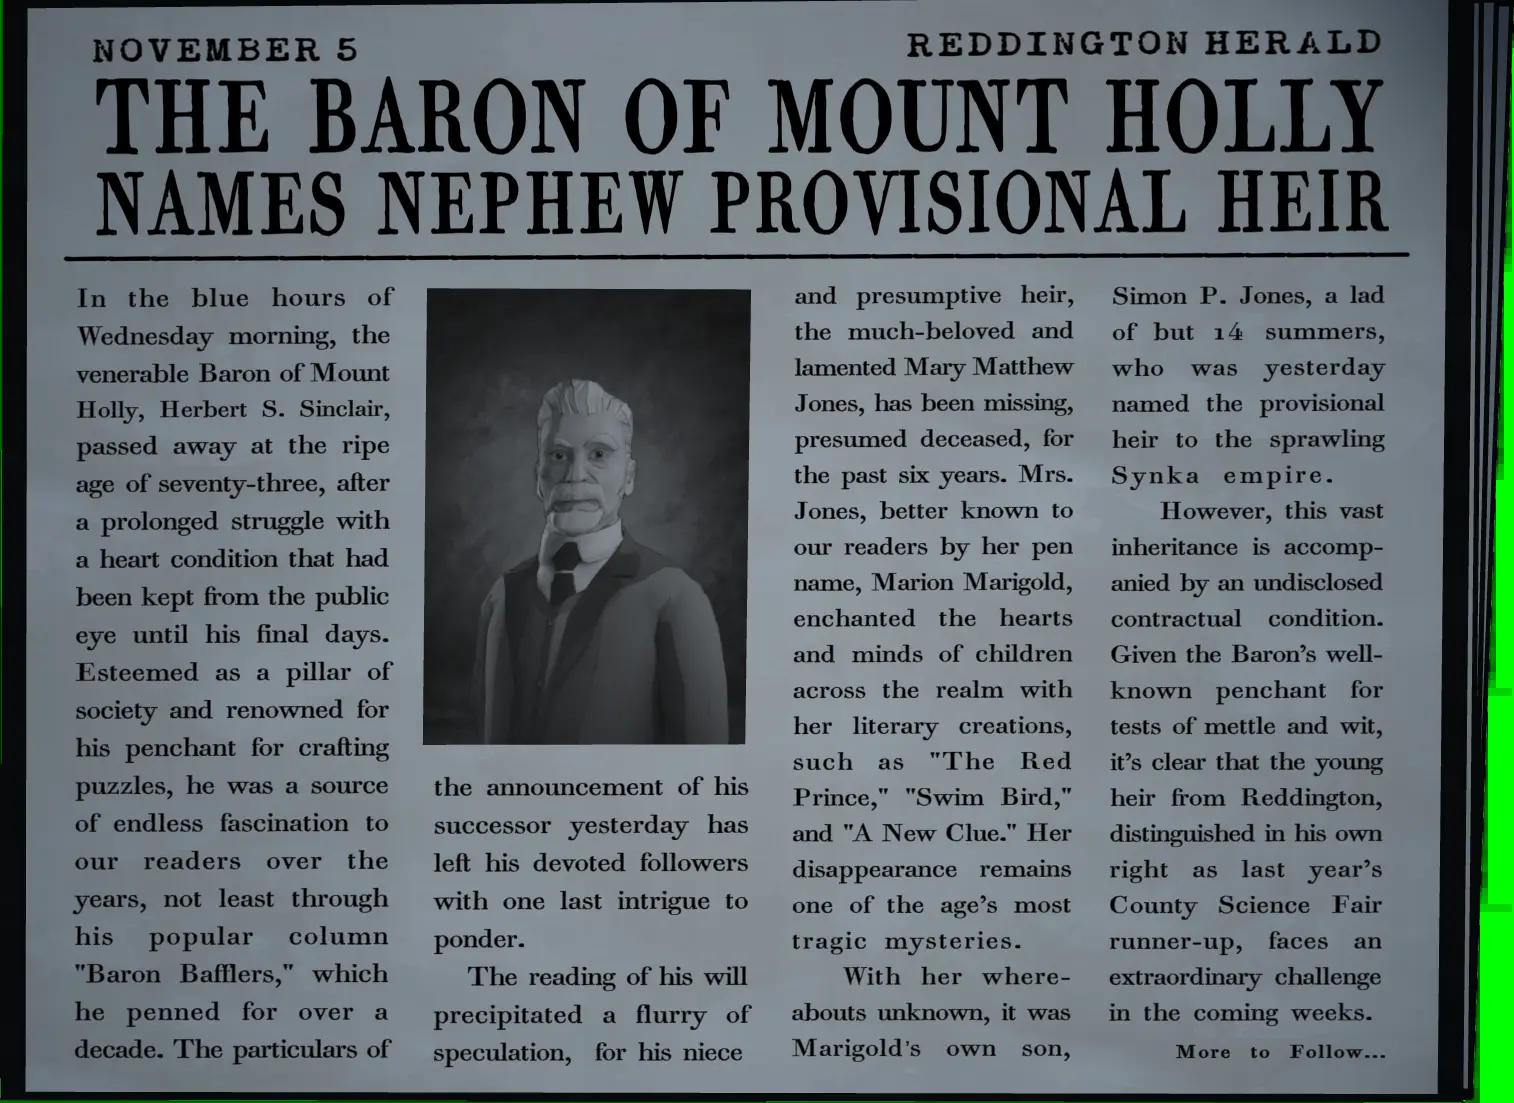 NOVEMBER 5
REDDINGTON HERALD
THE BARON OF MOUNT HOLLY
NAMES NEPHEW PROVISIONAL HEIR
In the blue hours of
Wednesday morning, the
venerable Baron of Mount
Holly, Herbert S. Sinclair,
passed away at the ripe
age of seventy-three, after
a prolonged struggle with
a heart condition that had
been kept from the public
eye until his final days.
Esteemed as a pillar of
society and renowned for
his penchant for crafting
puzzles, he was a source
of endless fascination to
our readers over the
years, not least through
his popular column
"Baron Bafflers," which
he penned for over a
decade. The particulars of
the announcement of his
successor yesterday has
left his devoted followers
with one last intrigue to
ponder.
The reading of his will
precipitated a flurry of
speculation, for his niece
and presumptive heir,
the much-beloved and
lamented Mary Matthew
Jones, has been missing,
presumed deceased, for
the past six years. Mrs.
Jones, better known to
our readers by her pen
name, Marion Marigold,
enchanted the hearts
and minds of children
across the realm with
her literary creations,
such as "The Red
Prince," "Swim Bird,"
and "A New Clue." Her
disappearance remains
one of the age's most
tragic mysteries.
With her where-
abouts unknown, it was
Marigold's own son,
Simon P. Jones, a lad
of but 14 summers,
who was yesterday
named the provisional
heir to the sprawling
Synka empire.
However, this vast
inheritance is accomp-
anied by an undisclosed
contractual condition.
Given the Baron's well-
known penchant for
tests of mettle and wit,
it's clear that the young
heir from Reddington,
distinguished in his own
right as last year's
County Science Fair
runner-up, faces an
extraordinary challenge
in the coming weeks.
More to Follow...